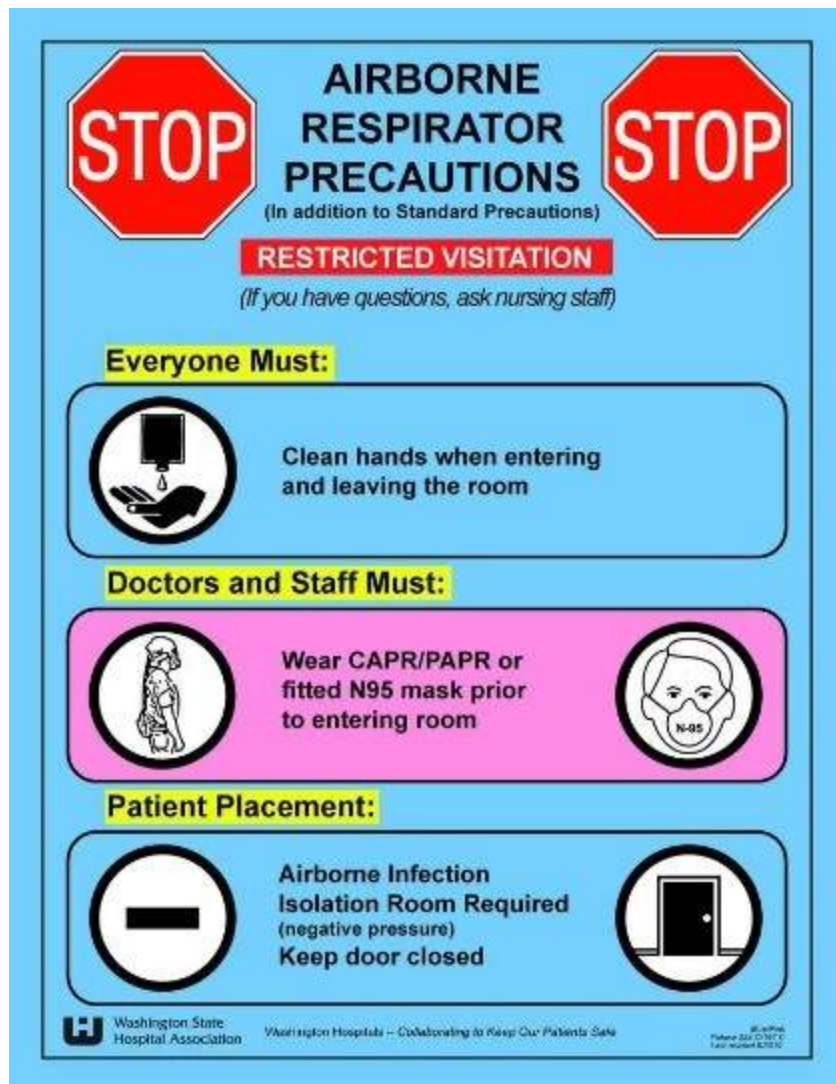 STOP
AIRBORNE
RESPIRATOR
PRECAUTIONS
STOP
(In addition to Standard Precautions)
RESTRICTED VISITATION
(If you have questions, ask nursing staff)
Everyone Must:
Clean hands when entering
and leaving the room
Doctors and Staff Must:
Wear CAPR/PAPR or
fitted N95 mask prior
to entering room
N-95
Patient Placement:
Airborne Infection
Isolation Room Required
(negative pressure)
Keep door closed
Washington State
Hospital Association
Washington Hospitals – Collaborating to Keep Our Patients Safe